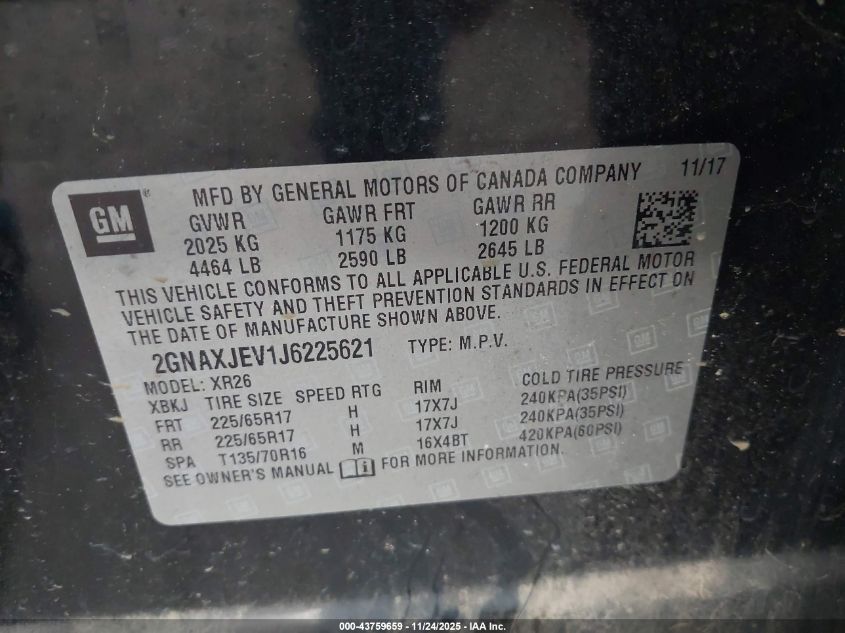 GM ® MFD BY GENERAL MOTORS OF CANADA COMPANY 11/17
GVWR GAWR FRT GAWR RR
2025 KG 1175 KG 1200 KG
4464 LB 2590 LB 2645 LB
THIS VEHICLE CONFORMS TO ALL APPLICABLE U.S. FEDERAL MOTOR
VEHICLE SAFETY AND THEFT PREVENTION STANDARDS IN EFFECT ON
THE DATE OF MANUFACTURE SHOWN ABOVE.
2GNAXJEV1J6225621 TYPE: M.P.V.
MODEL: XR26
XBKJ TIRE SIZE SPEED RTG RIM COLD TIRE PRESSURE
FRT 225/65R17 H 17X7J 240KPA(35PSI)
RR 225/65R17 H 17X7J 240KPA(35PSI)
SPA T135/70R16 M 16X4BT 420KPA(60PSI)
SEE OWNER'S MANUAL FOR MORE INFORMATION.
000-43759659 - 11/24/2025 - IAA Inc.